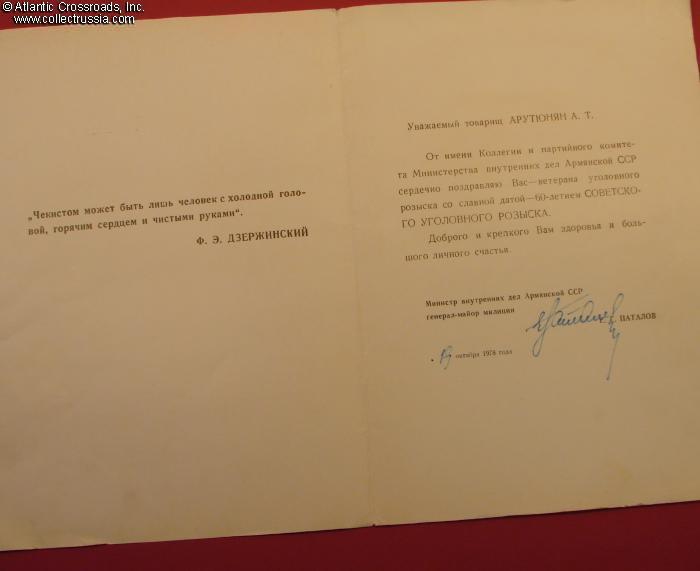 © Atlantic Crossroads, Inc.
www.collectrussia.com
„Чекистом может быть лишь человек с холодной голо-
вой, горячим сердцем и чистыми руками“.
Ф. Э. ДЗЕРЖИНСКИЙ
Уважаемый товарищ АРУТЮНЯН А. Т.
От имени Коллегии и партийного комите-
та Министерства внутренних дел Армянской ССР
сердечно поздравляю Вас—ветерана уголовного
розыска со славной датой—60-летием СОВЕТСКО-
ГО УГОЛОВНОГО РОЗЫСКА.
Доброго и крепкого Вам здоровья и боль-
шого личного счастья.
Министр внутренних дел Армянской ССР
генерал-майор милиции
ПАТАЛОВ
октября 1978 года